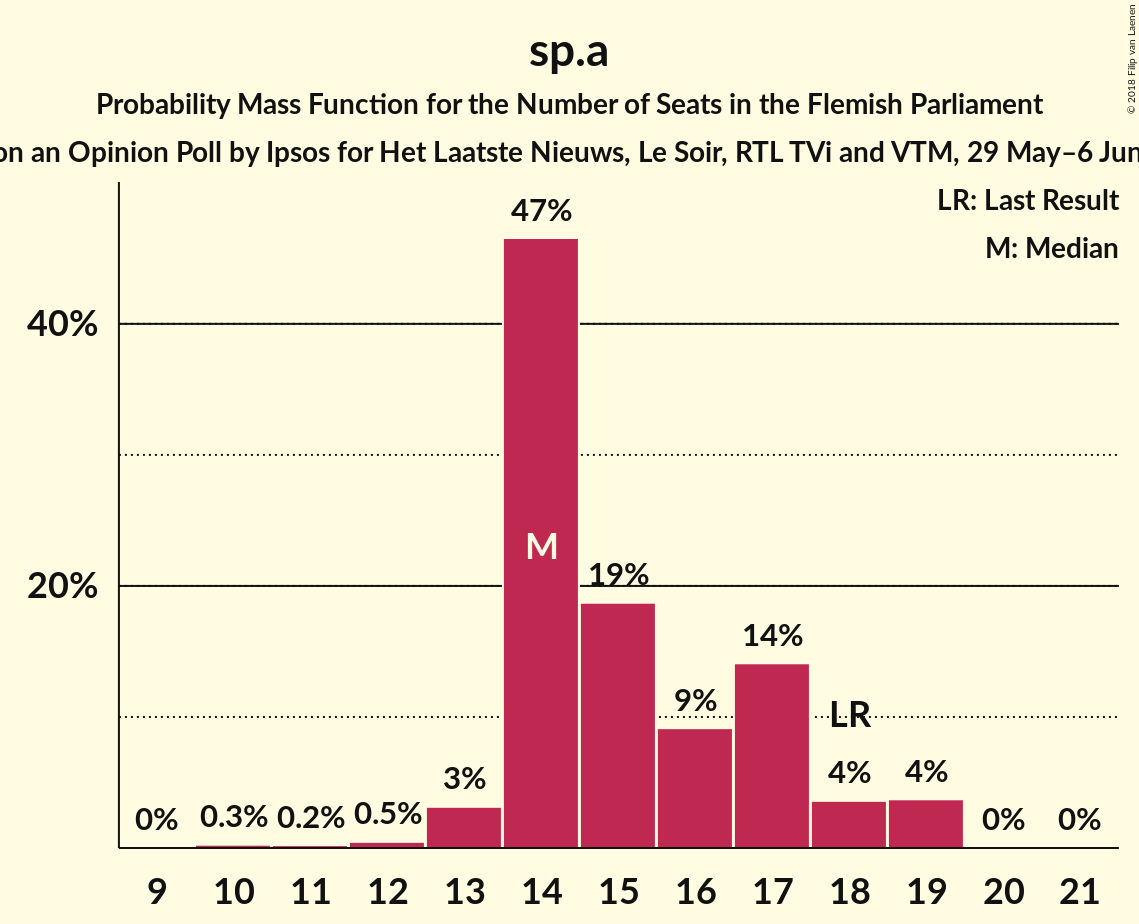 sp.a
Probability Mass Function for the Number of Seats in the Flemish Parliament
on an Opinion Poll by Ipsos for Het Laatste Nieuws, Le Soir, RTL TVi and VTM, 29 May–6 Jun
© 2018 Filip van Laenen
LR: Last Result
M: Median
47%
40%
M
19%
20%
14%
9%
LR
3%
4%
4%
0%
0.3%
0.2%
0.5%
0%
0%
9 10 11 12 13 14 15 16 17 18 19 20 21